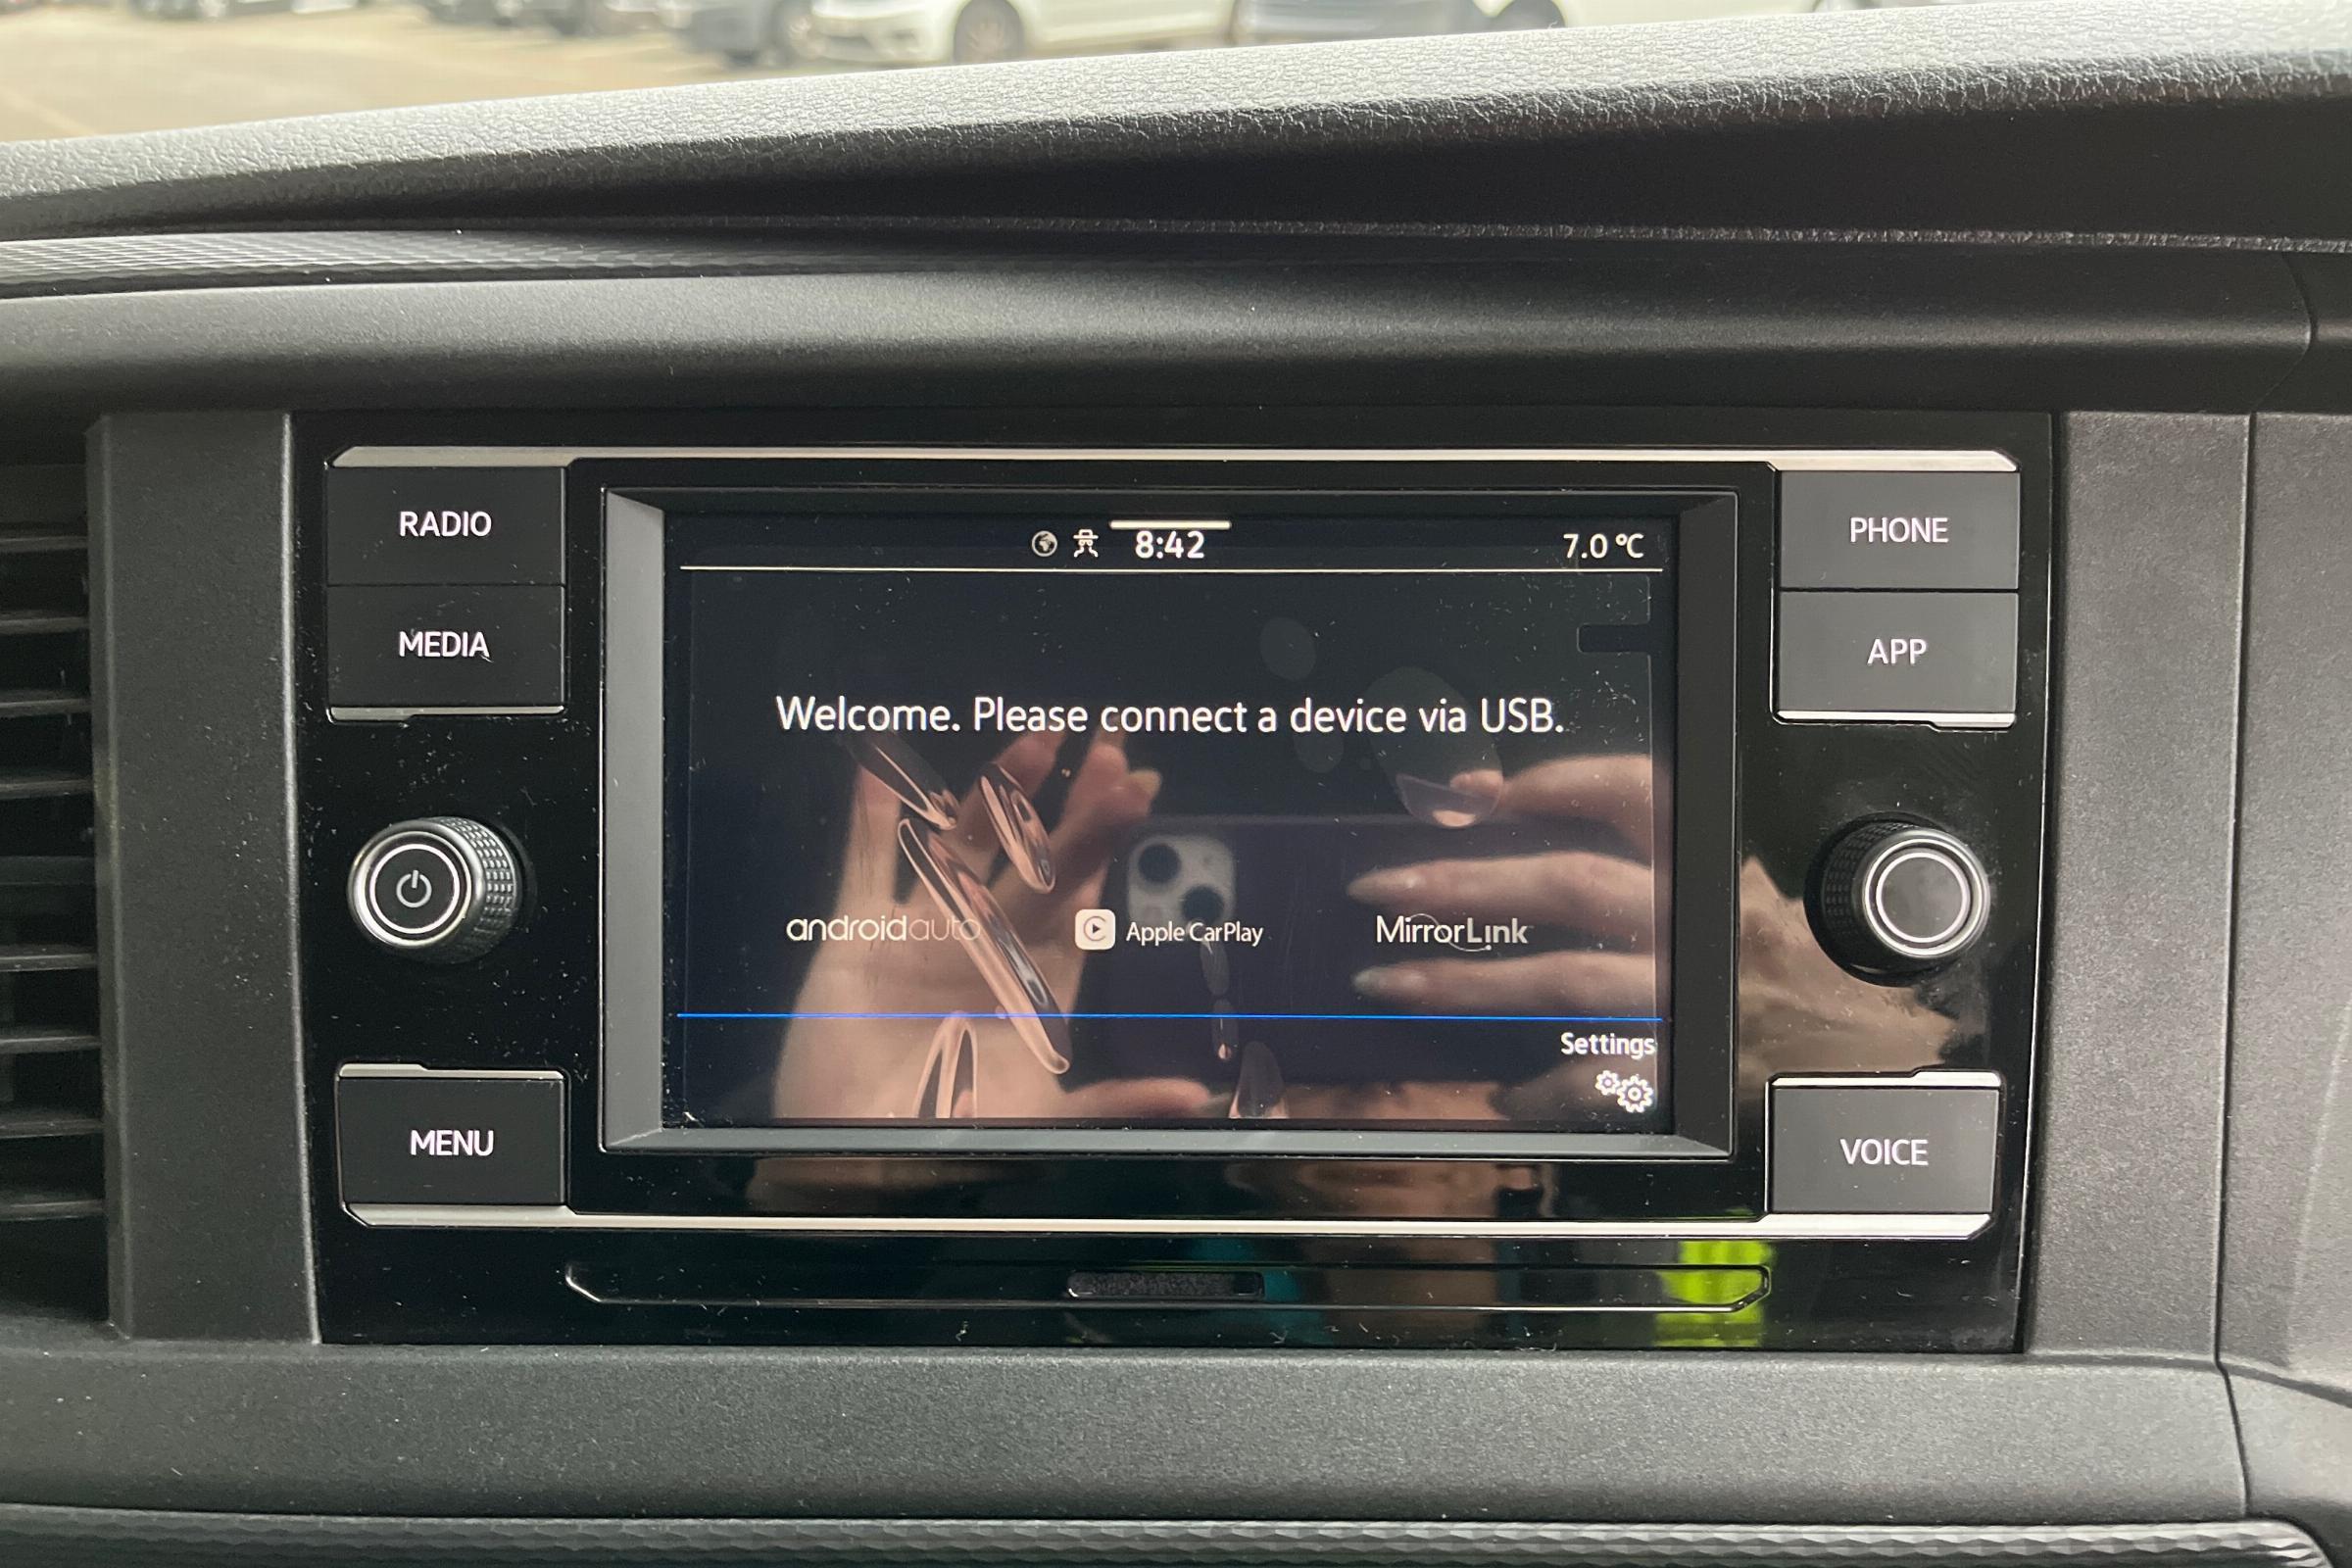 RADIO
MEDIA
MENU
8:42
7.0 °C
Welcome. Please connect a device via USB.
androidauto
Apple CarPlay
MirrorLink
Settings
PHONE
APP
VOICE